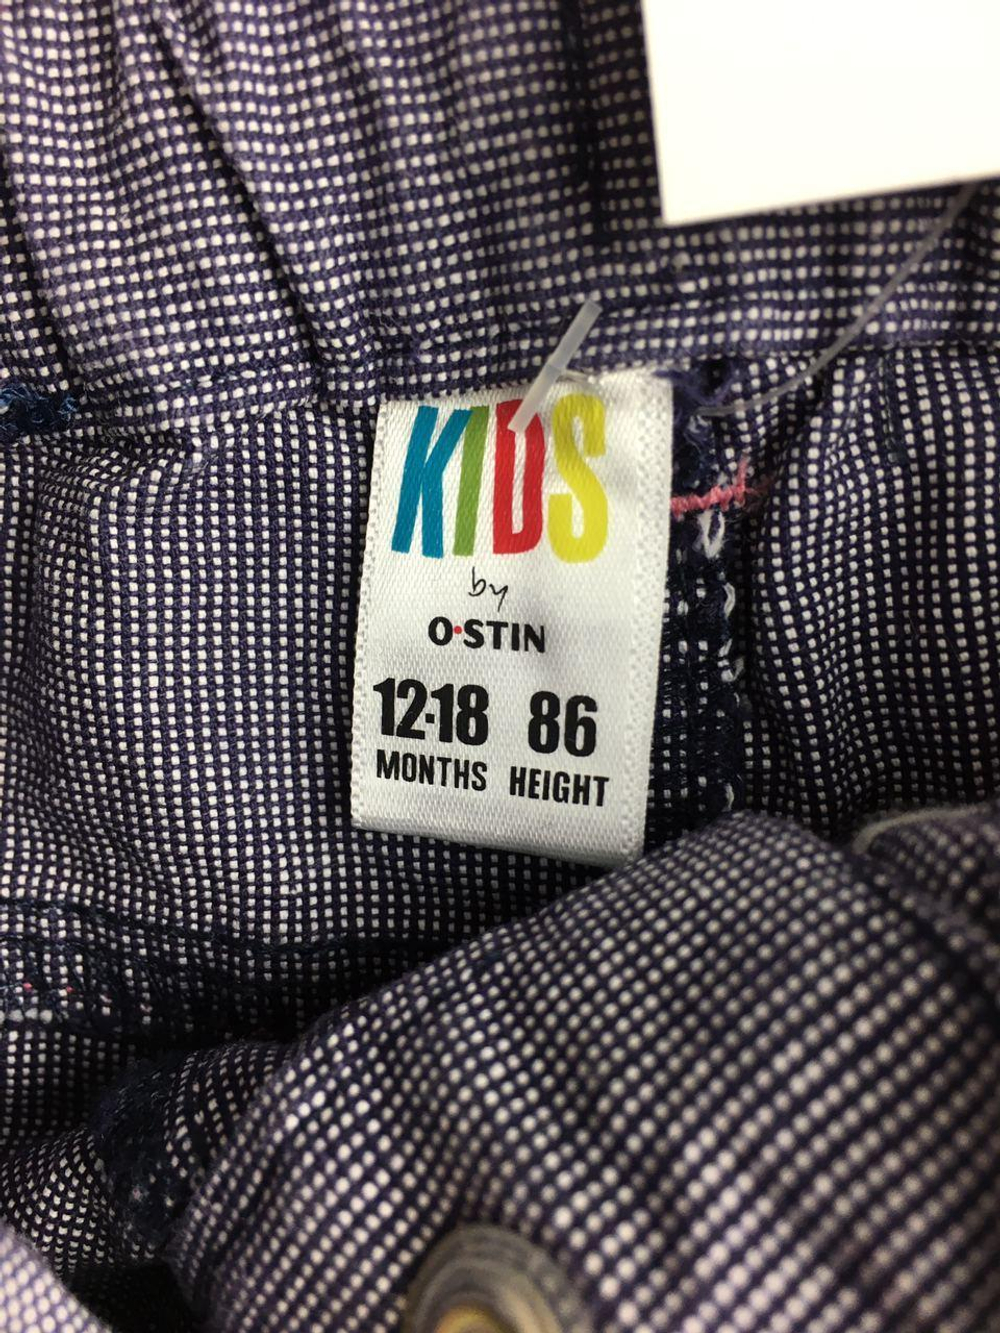 KIDS
by
O·STIN
12-18 86
MONTHS HEIGHT